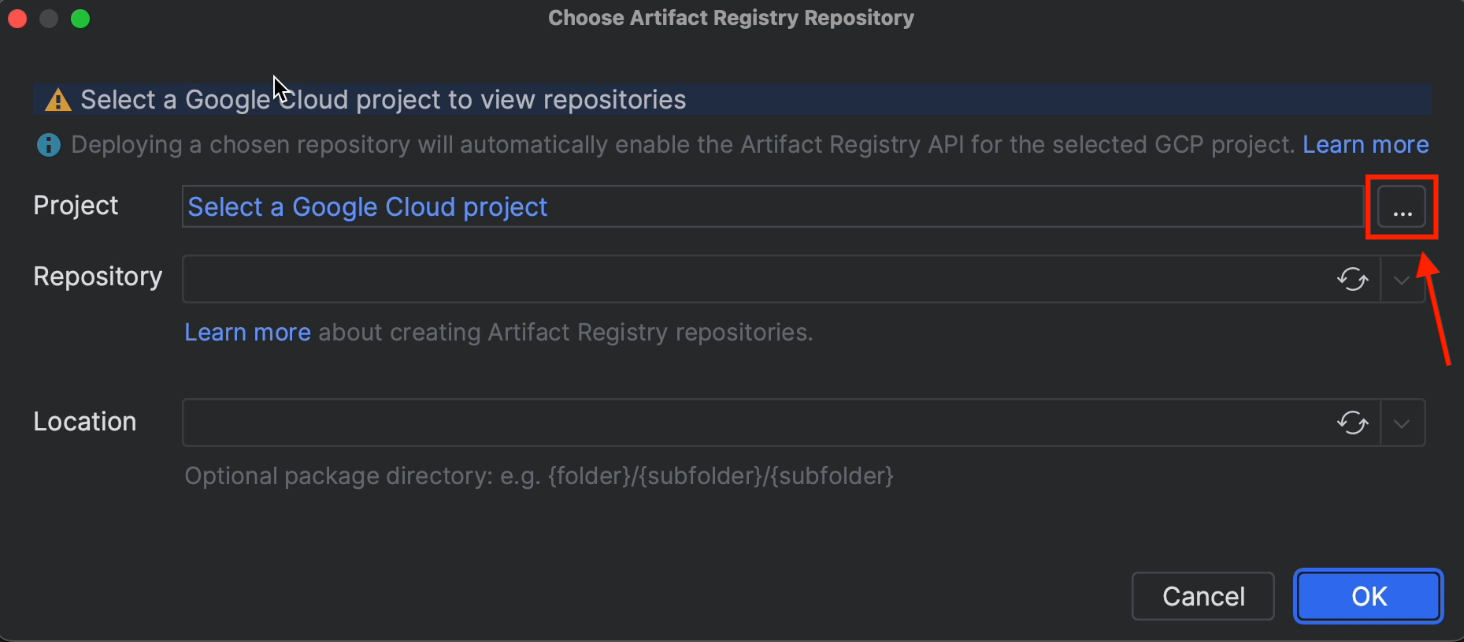 Choose Artifact Registry Repository
Select a Google Cloud project to view repositories
Deploying a chosen repository will automatically enable the Artifact Registry API for the selected GCP project. Learn more
Project Select a Google Cloud project ...
Repository
Learn more about creating Artifact Registry repositories.
Location
Optional package directory: e.g. {folder}/{subfolder}/{subfolder}
Cancel OK